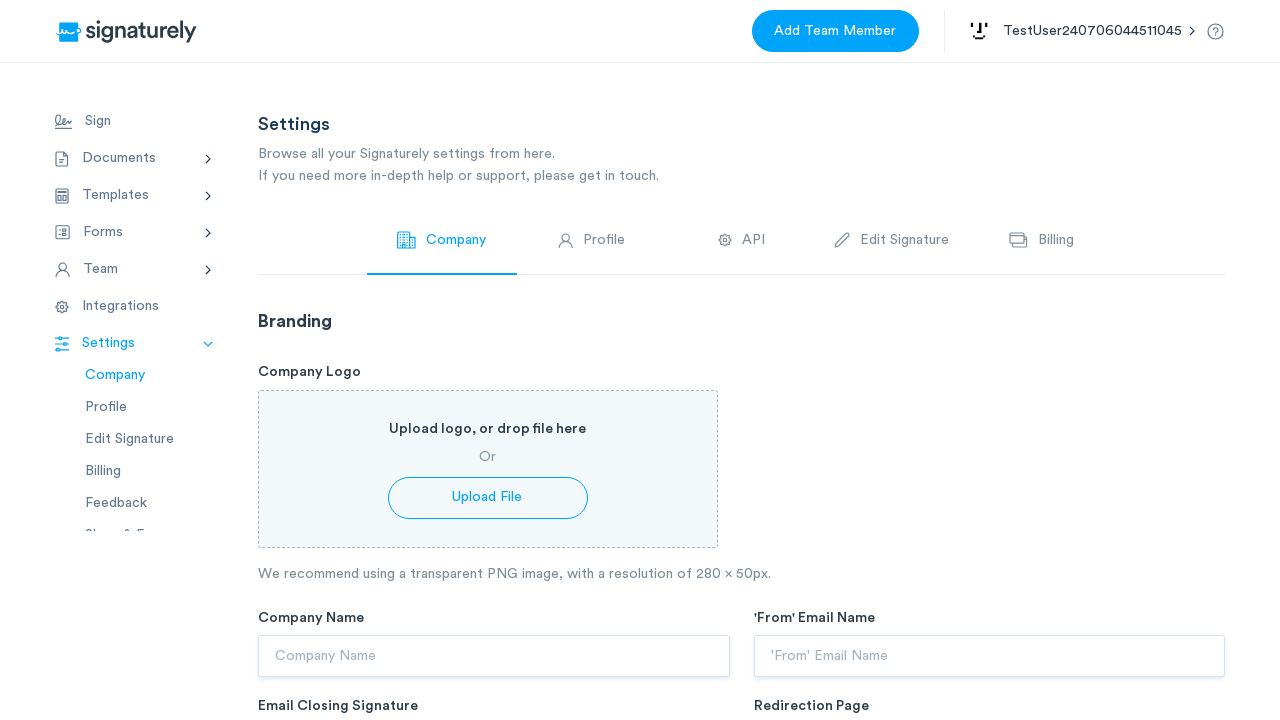 signaturely
Add Team Member
TestUser240706044511045
Sign
Documents
Templates
Forms
Team
Integrations
Settings
Company
Profile
Edit Signature
Billing
Feedback
Settings
Browse all your Signaturely settings from here.
If you need more in-depth help or support, please get in touch.
Company
Profile
API
Edit Signature
Billing
Branding
Company Logo
Upload logo, or drop file here
Or
Upload File
We recommend using a transparent PNG image, with a resolution of 280 × 50px.
Company Name
'From' Email Name
Company Name
'From' Email Name
Email Closing Signature
Redirection Page